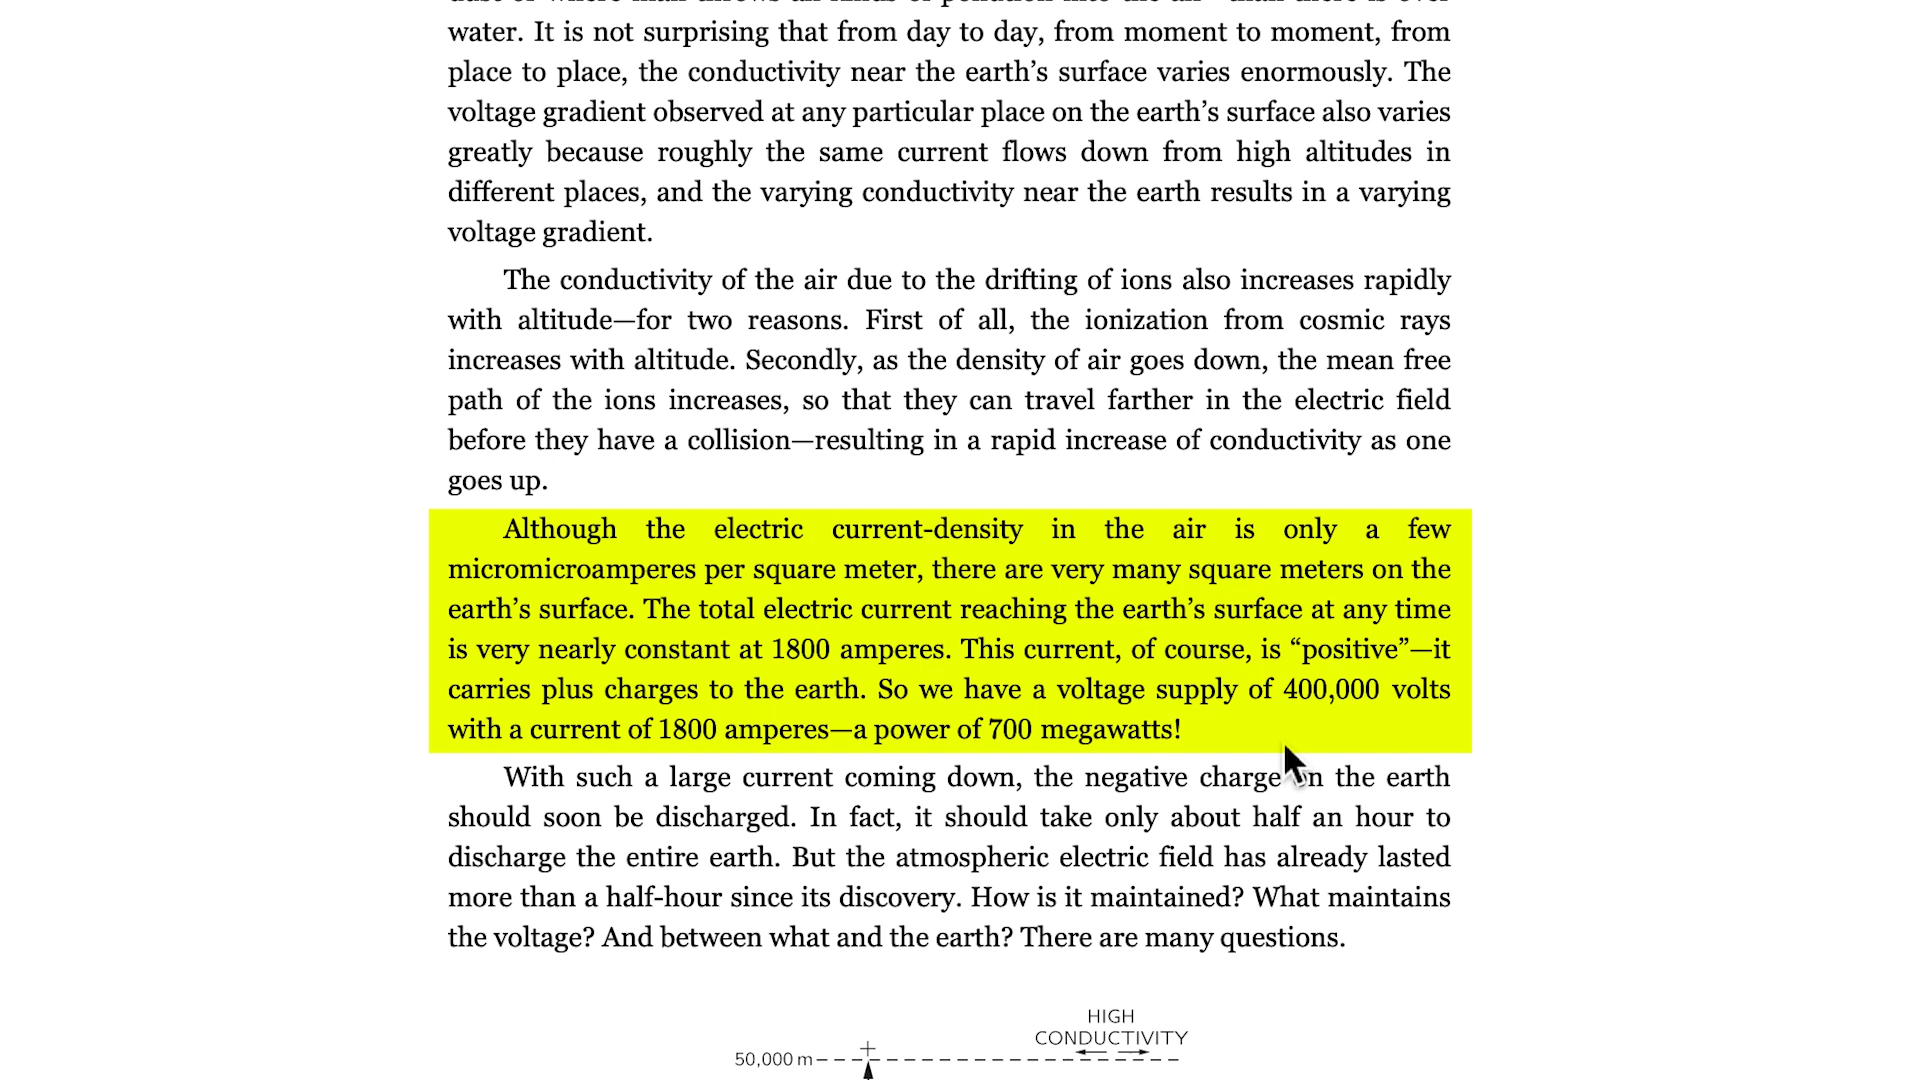 water. It is not surprising that from day to day, from moment to moment, from
place to place, the conductivity near the earth’s surface varies enormously. The
voltage gradient observed at any particular place on the earth’s surface also varies
greatly because roughly the same current flows down from high altitudes in
different places, and the varying conductivity near the earth results in a varying
voltage gradient.
The conductivity of the air due to the drifting of ions also increases rapidly
with altitude—for two reasons. First of all, the ionization from cosmic rays
increases with altitude. Secondly, as the density of air goes down, the mean free
path of the ions increases, so that they can travel farther in the electric field
before they have a collision—resulting in a rapid increase of conductivity as one
goes up.
Although the electric current-density in the air is only a few
micromicroamperes per square meter, there are very many square meters on the
earth’s surface. The total electric current reaching the earth’s surface at any time
is very nearly constant at 1800 amperes. This current, of course, is “positive”—it
carries plus charges to the earth. So we have a voltage supply of 400,000 volts
with a current of 1800 amperes—a power of 700 megawatts!
With such a large current coming down, the negative charge the earth
should soon be discharged. In fact, it should take only about half an hour to
discharge the entire earth. But the atmospheric electric field has already lasted
more than a half-hour since its discovery. How is it maintained? What maintains
the voltage? And between what and the earth? There are many questions.
HIGH
CONDUCTIVITY
50,000 m
+